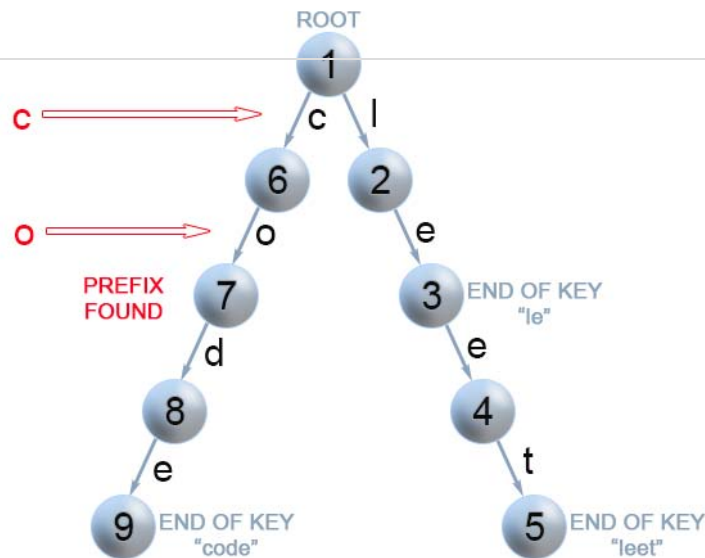 ROOT
1
c
c
l
6
2
o
o
e
PREFIX
FOUND
7
3
END OF KEY
"le"
d
e
8
4
e
t
9
END OF KEY
"code"
5
END OF KEY
"leet"